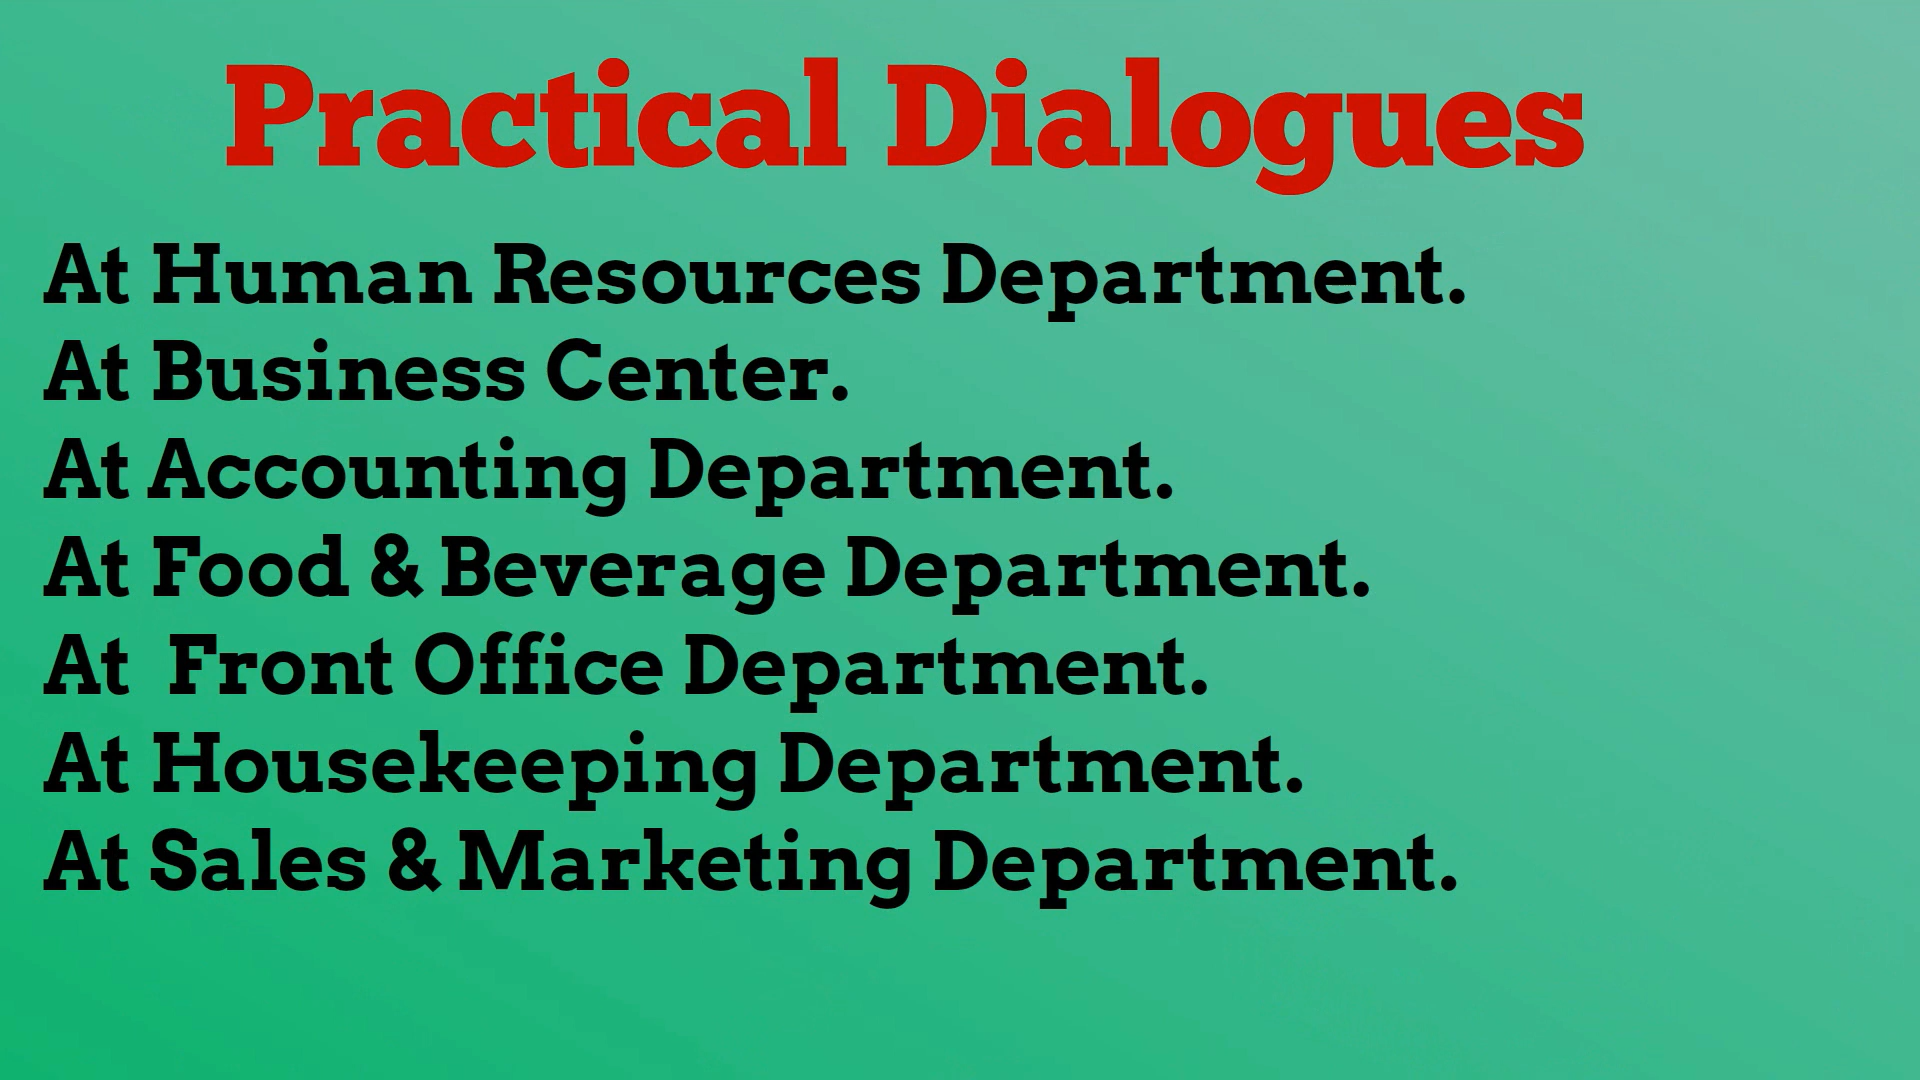 Practical Dialogues
At Human Resources Department.
At Business Center.
At Accounting Department.
At Food & Beverage Department.
At  Front Office Department.
At Housekeeping Department.
At Sales & Marketing Department.